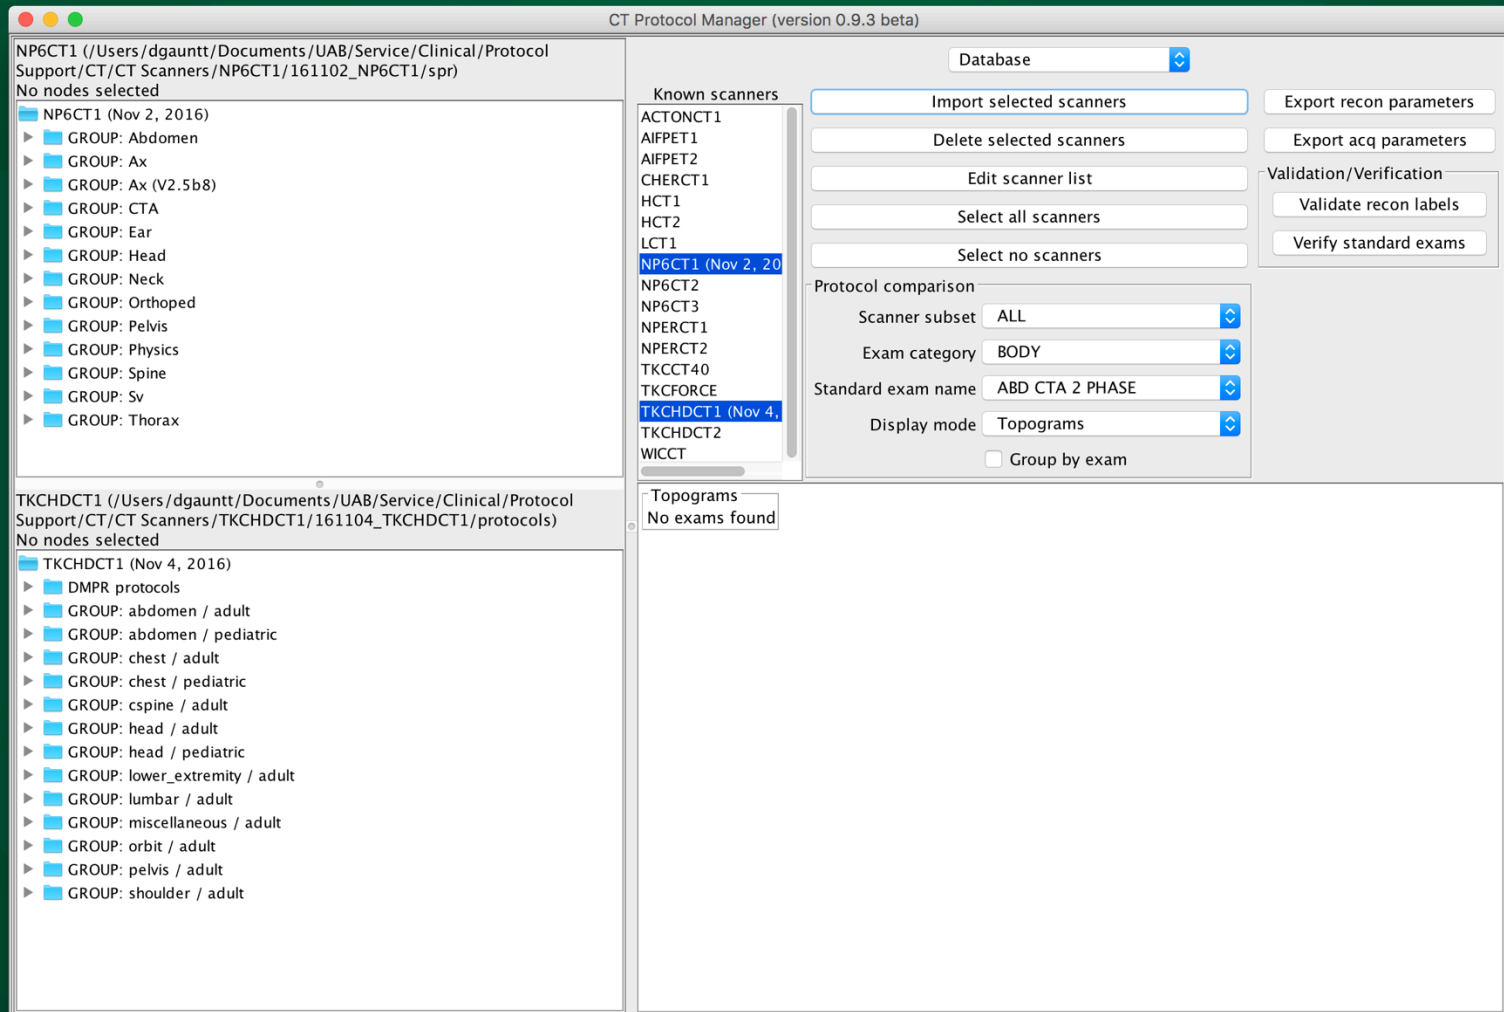 CT Protocol Manager (version 0.9.3 beta)
NP6CT1 (/Users/dgauntt/Documents/UAB/Service/Clinical/Protocol
Support/CT/CT Scanners/NP6CT1/161102_NP6CT1/spr)
No nodes selected
NP6CT1 (Nov 2, 2016)
GROUP: Abdomen
GROUP: Ax
GROUP: Ax (V2.5b8)
GROUP: CTA
GROUP: Ear
GROUP: Head
GROUP: Neck
GROUP: Orthoped
GROUP: Pelvis
GROUP: Physics
GROUP: Spine
GROUP: Sv
GROUP: Thorax
TKCHDCT1 (/Users/dgauntt/Documents/UAB/Service/Clinical/Protocol
Support/CT/CT Scanners/TKCHDCT1/161104_TKCHDCT1/protocols)
No nodes selected
TKCHDCT1 (Nov 4, 2016)
DMPR protocols
GROUP: abdomen / adult
GROUP: abdomen / pediatric
GROUP: chest / adult
GROUP: chest / pediatric
GROUP: cspine / adult
GROUP: head / adult
GROUP: head / pediatric
GROUP: lower_extremity / adult
GROUP: lumbar / adult
GROUP: miscellaneous / adult
GROUP: orbit / adult
GROUP: pelvis / adult
GROUP: shoulder / adult
Database
Known scanners
ACTONCT1
AIFPET1
AIFPET2
CHERCT1
HCT1
HCT2
LCT1
NP6CT1 (Nov 2, 20
NP6CT2
NP6CT3
NPERCT1
NPERCT2
TKCCT40
TKCFORCE
TKCHDCT1 (Nov 4,
TKCHDCT2
WICCT
Import selected scanners
Delete selected scanners
Edit scanner list
Select all scanners
Select no scanners
Export recon parameters
Export acq parameters
Validation/Verification
Validate recon labels
Verify standard exams
Protocol comparison
Scanner subset ALL
Exam category BODY
Standard exam name ABD CTA 2 PHASE
Display mode Topograms
Group by exam
Topograms
No exams found